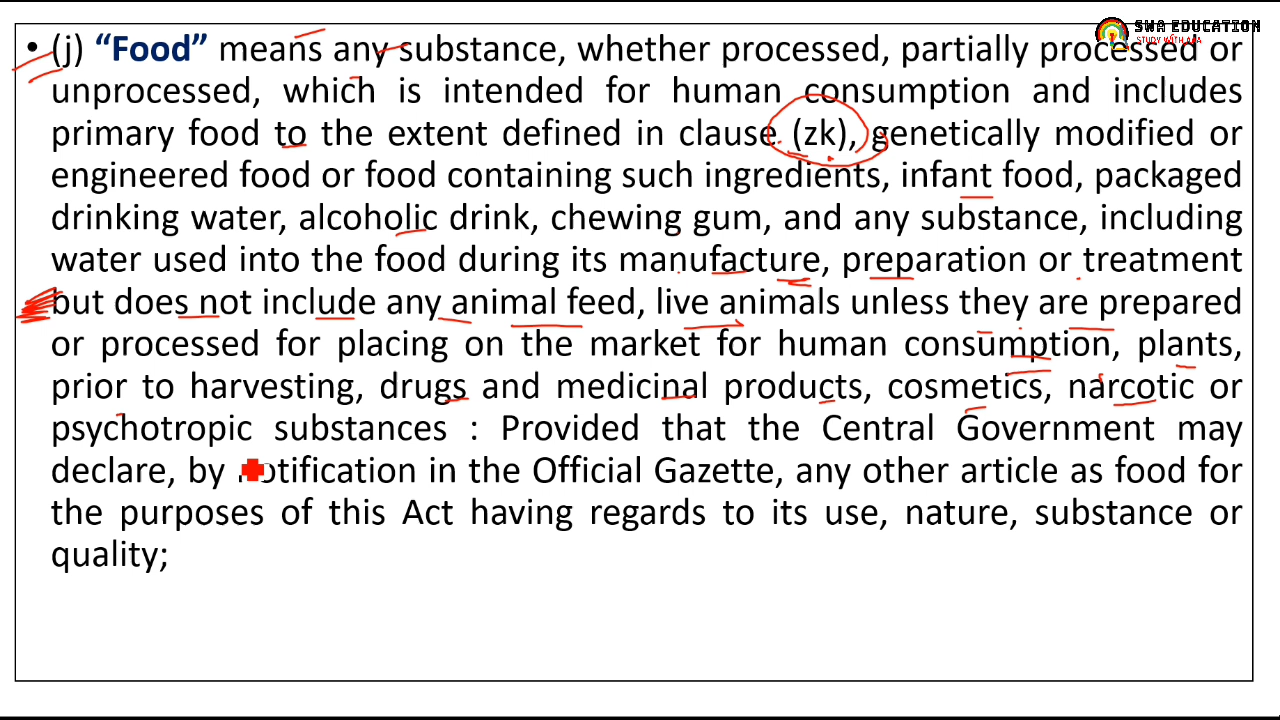 SWA EDUCATION
STUDY WITH AAA
• (j) “Food” means any substance, whether processed, partially processed or
unprocessed, which is intended for human consumption and includes
primary food to the extent defined in clause (zk), genetically modified or
engineered food or food containing such ingredients, infant food, packaged
drinking water, alcoholic drink, chewing gum, and any substance, including
water used into the food during its manufacture, preparation or treatment
but does not include any animal feed, live animals unless they are prepared
or processed for placing on the market for human consumption, plants,
prior to harvesting, drugs and medicinal products, cosmetics, narcotic or
psychotropic substances : Provided that the Central Government may
declare, by notification in the Official Gazette, any other article as food for
the purposes of this Act having regards to its use, nature, substance or
quality;